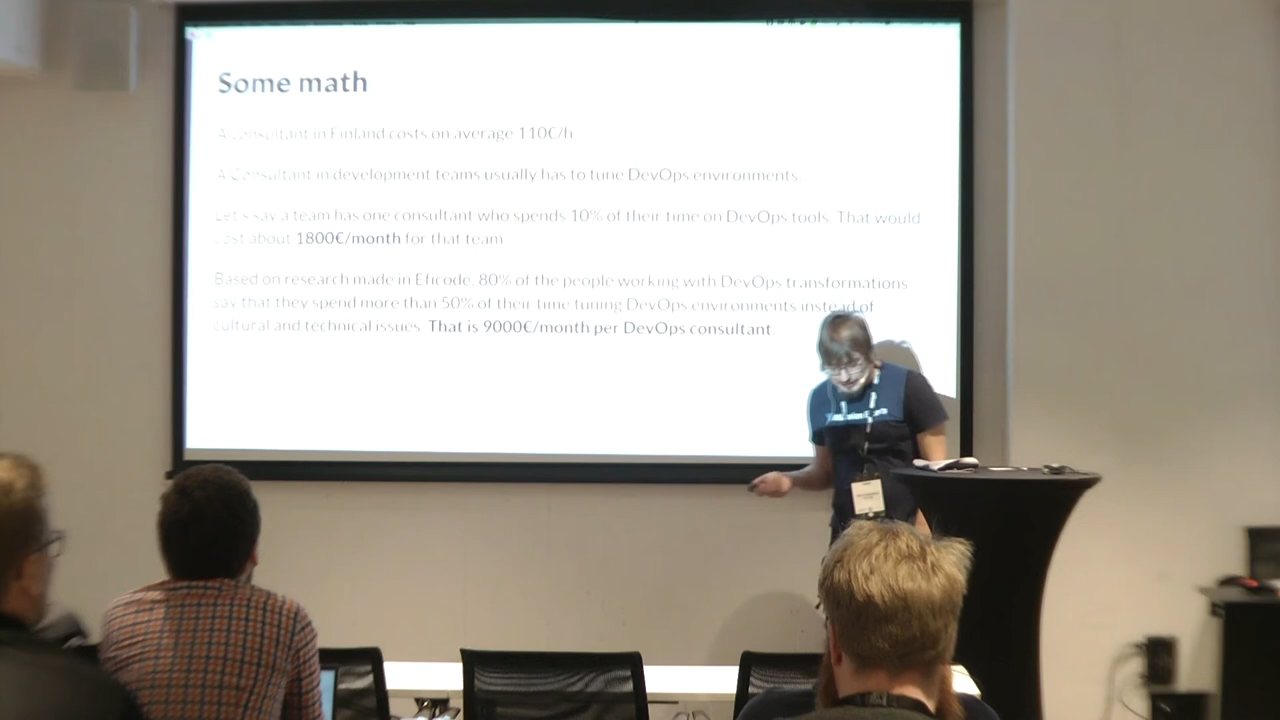 Some math
A Consultant in Finland costs on average 110€/h
A Consultant in development teams usually has to tune DevOps environments.
Let's say a team has one consultant who spends 10% of their time on DevOps tools. That would
cost about 1800€/month for that team
Based on research made in Eficode, 80% of the people working with DevOps transformations
say that they spend more than 50% of their time tuning DevOps environments instead of
cultural and technical issues. That is 9000€/month per DevOps consultant.